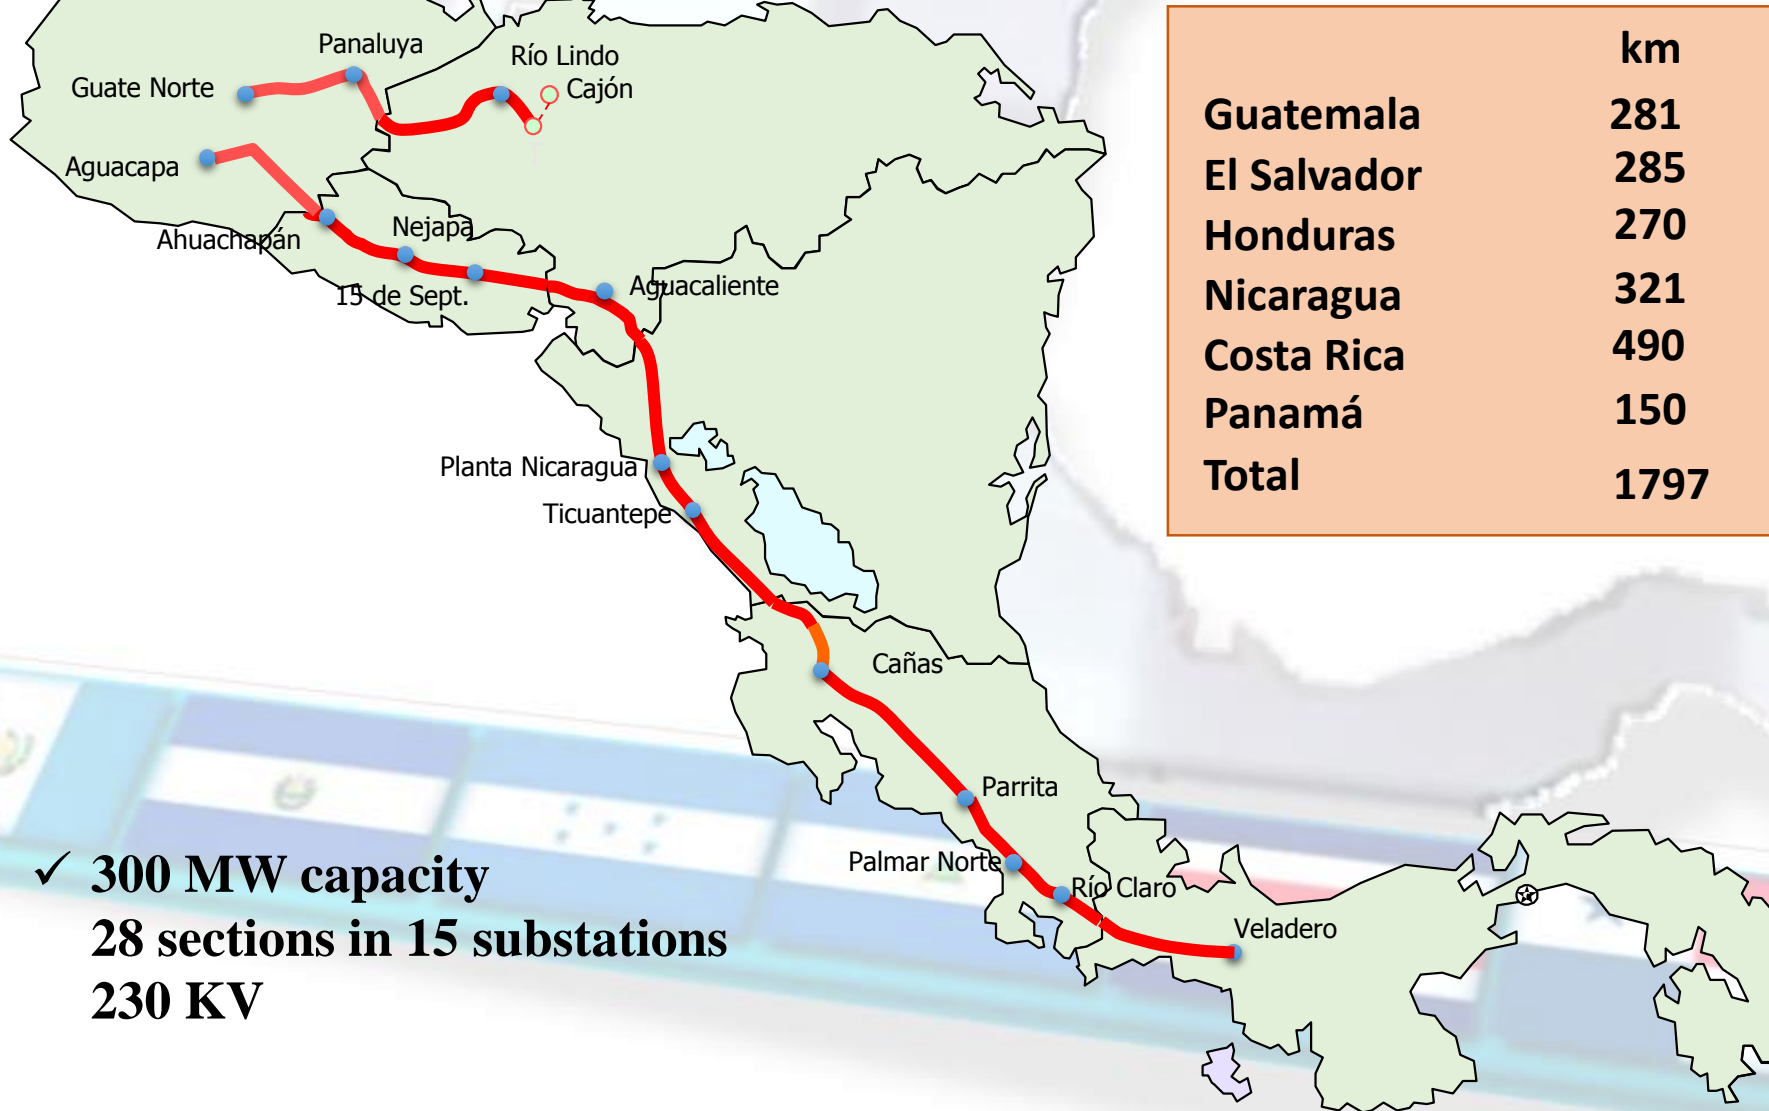 Panaluya
Río Lindo
Guate Norte
Cajón
Aguacapa
Nejapa
Ahuachapán
15 de Sept.
Aguacaliente
Planta Nicaragua
Ticuantepe
Cañas
Parrita
Palmar Norte
Río Claro
Veladero
km
Guatemala 281
El Salvador 285
Honduras 270
Nicaragua 321
Costa Rica 490
Panamá 150
Total 1797
✓ 300 MW capacity
28 sections in 15 substations
230 KV